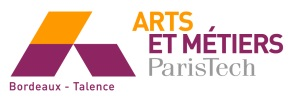 ARTS
ET MÉTIERS
ParisTech
Bordeaux - Talence